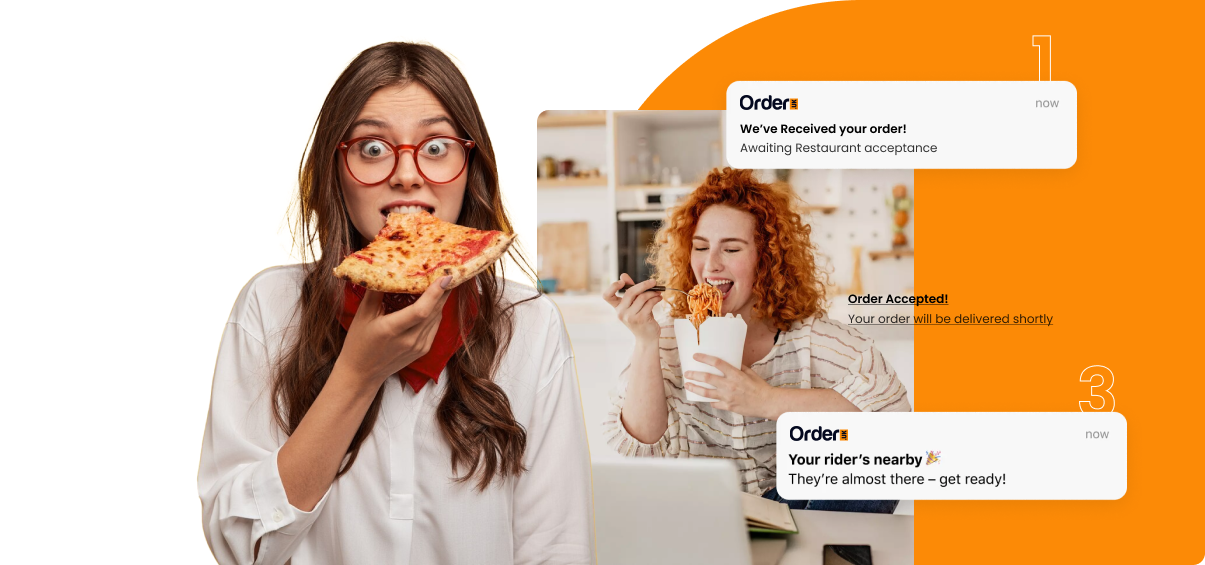 1
Order
now
We’ve Received your order!
Awaiting Restaurant acceptance
Order Accepted!
Your order will be delivered shortly
3
Order
now
Your rider’s nearby 🎉
They’re almost there – get ready!